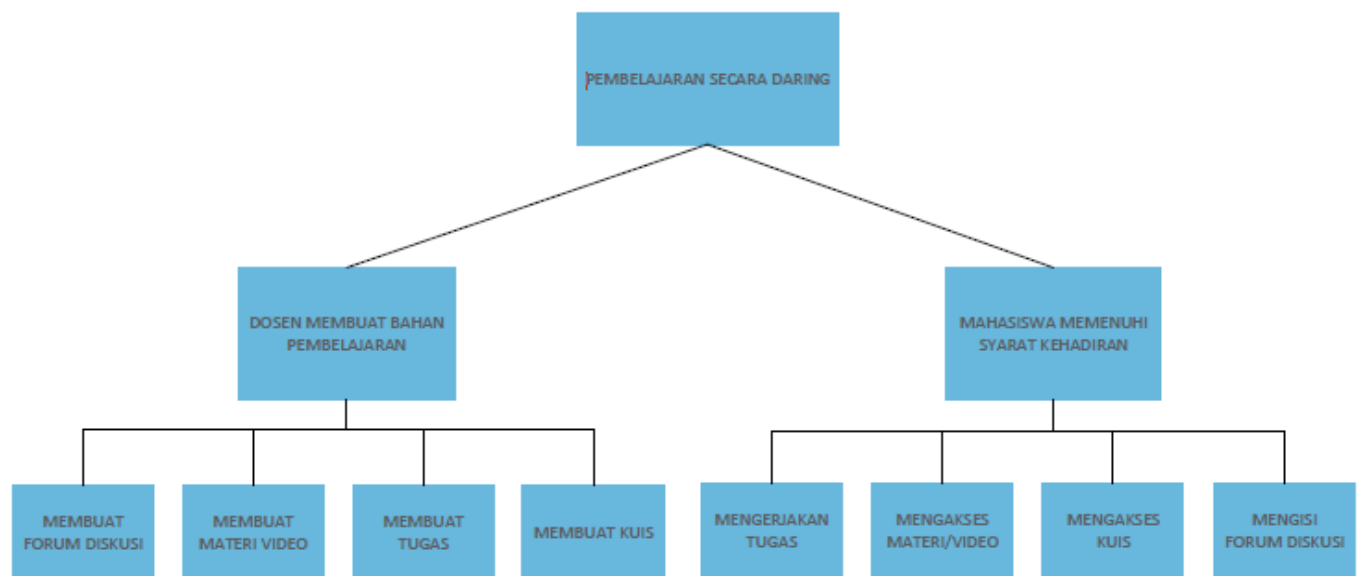 PEMBELAJARAN SECARA DARING
DOSEN MEMBUAT BAHAN
PEMBELAJARAN
MAHASISWA MEMENUHI
SYARAT KEHADIRAN
MEMBUAT
FORUM DISKUSI
MEMBUAT
MATERI VIDEO
MEMBUAT
TUGAS
MEMBUAT KUIS
MENGERJAKAN
TUGAS
MENGAKSES
MATERI/VIDEO
MENGAKSES
KUIS
MENGISI
FORUM DISKUSI